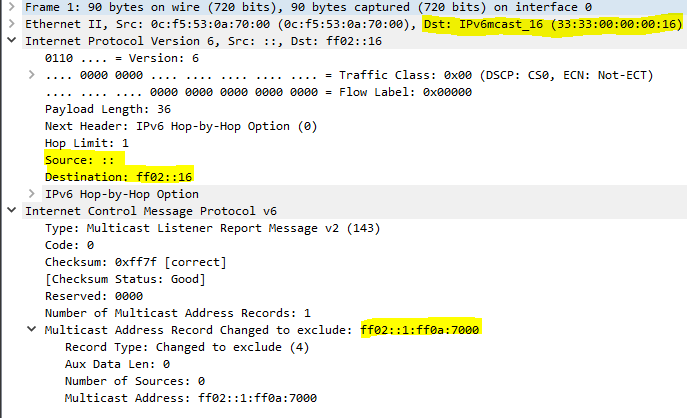 Frame 1: 90 bytes on wire (720 bits), 90 bytes captured (720 bits) on interface 0
Ethernet II, Src: 0c:f5:53:0a:70:00 (0c:f5:53:0a:70:00), Dst: IPv6mcast_16 (33:33:00:00:00:16)
Internet Protocol Version 6, Src: ::, Dst: ff02::16
0110 .... = Version: 6
.... 0000 0000 .... .... .... .... .... = Traffic Class: 0x00 (DSCP: CS0, ECN: Not-ECT)
.... .... .... 0000 0000 0000 0000 0000 = Flow Label: 0x00000
Payload Length: 36
Next Header: IPv6 Hop-by-Hop Option (0)
Hop Limit: 1
Source: ::
Destination: ff02::16
IPv6 Hop-by-Hop Option
Internet Control Message Protocol v6
Type: Multicast Listener Report Message v2 (143)
Code: 0
Checksum: 0xff7f [correct]
[Checksum Status: Good]
Reserved: 0000
Number of Multicast Address Records: 1
Multicast Address Record Changed to exclude: ff02::1:ff0a:7000
Record Type: Changed to exclude (4)
Aux Data Len: 0
Number of Sources: 0
Multicast Address: ff02::1:ff0a:7000